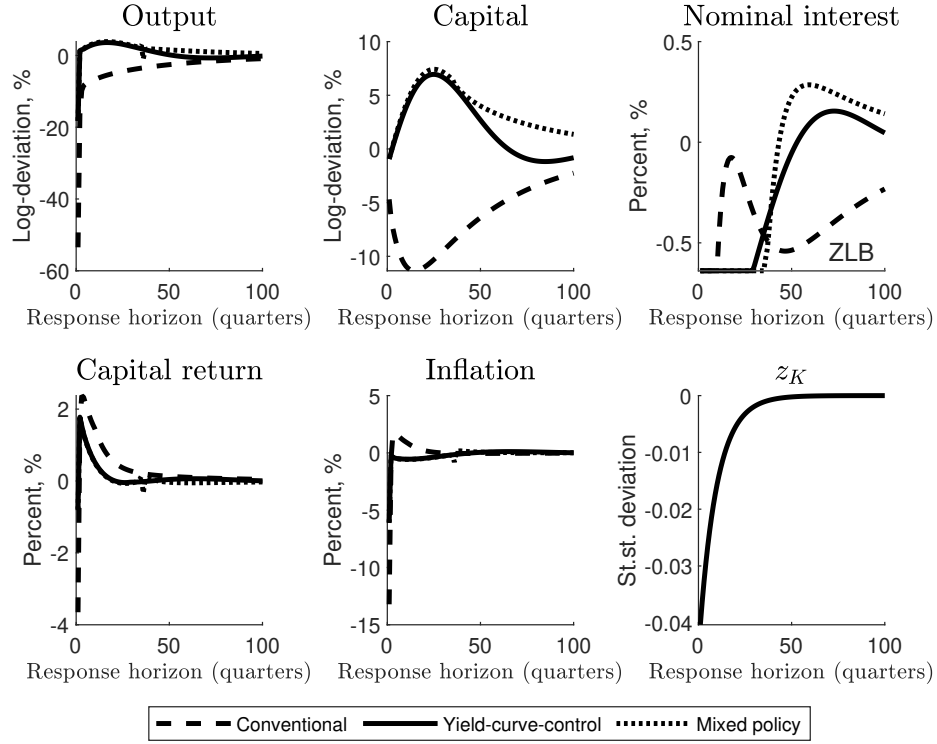 Output
Log-deviation, %
0
-20
-40
-60
0 50 100
Response horizon (quarters)
Capital
Log-deviation, %
10
5
0
-5
-10
0 50 100
Response horizon (quarters)
Nominal interest
Percent, %
0.5
0
-0.5
ZLB
0 50 100
Response horizon (quarters)
Capital return
Percent, %
2
0
-2
-4
0 50 100
Response horizon (quarters)
Inflation
Percent, %
5
0
-5
-10
-15
0 50 100
Response horizon (quarters)
z_K
St.st. deviation
0
-0.01
-0.02
-0.03
-0.04
0 50 100
Response horizon (quarters)
Conventional Yield-curve-control Mixed policy